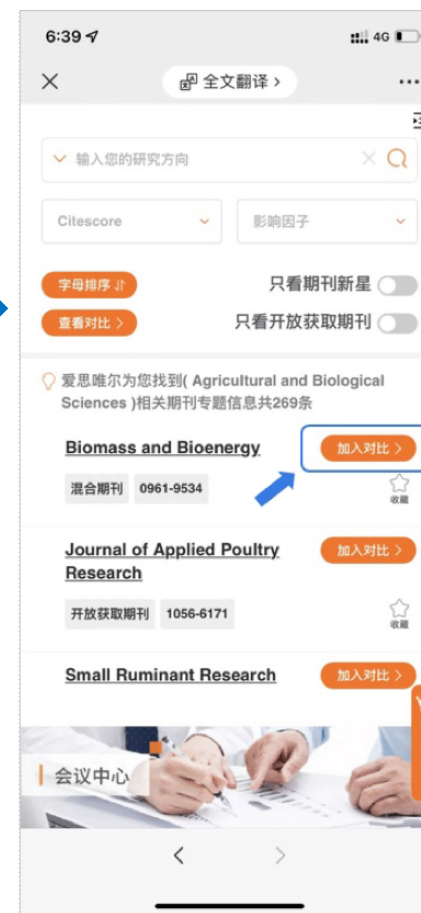 6:39
4G
全文翻译 >
输入您的研究方向
Citescore
影响因子
字母排序
只看期刊新星
查看对比 >
只看开放获取期刊
爱思唯尔为您找到( Agricultural and Biological
Sciences )相关期刊专题信息共269条
Biomass and Bioenergy
加入对比 >
混合期刊
0961-9534
收藏
Journal of Applied Poultry
Research
加入对比 >
开放获取期刊
1056-6171
收藏
Small Ruminant Research
加入对比 >
会议中心